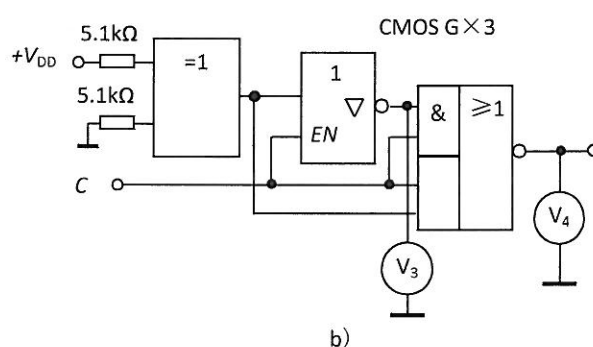 CMOS G×3
5.1kΩ
+V_DD
=1
1
▽
&
≥1
5.1kΩ
EN
C
V_4
V_3
b)